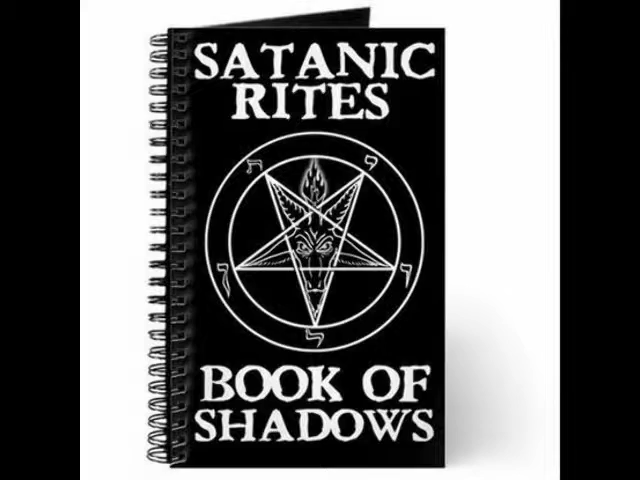 SATANIC
RITES
ת י
ן ו
ל
BOOK OF
SHADOWS